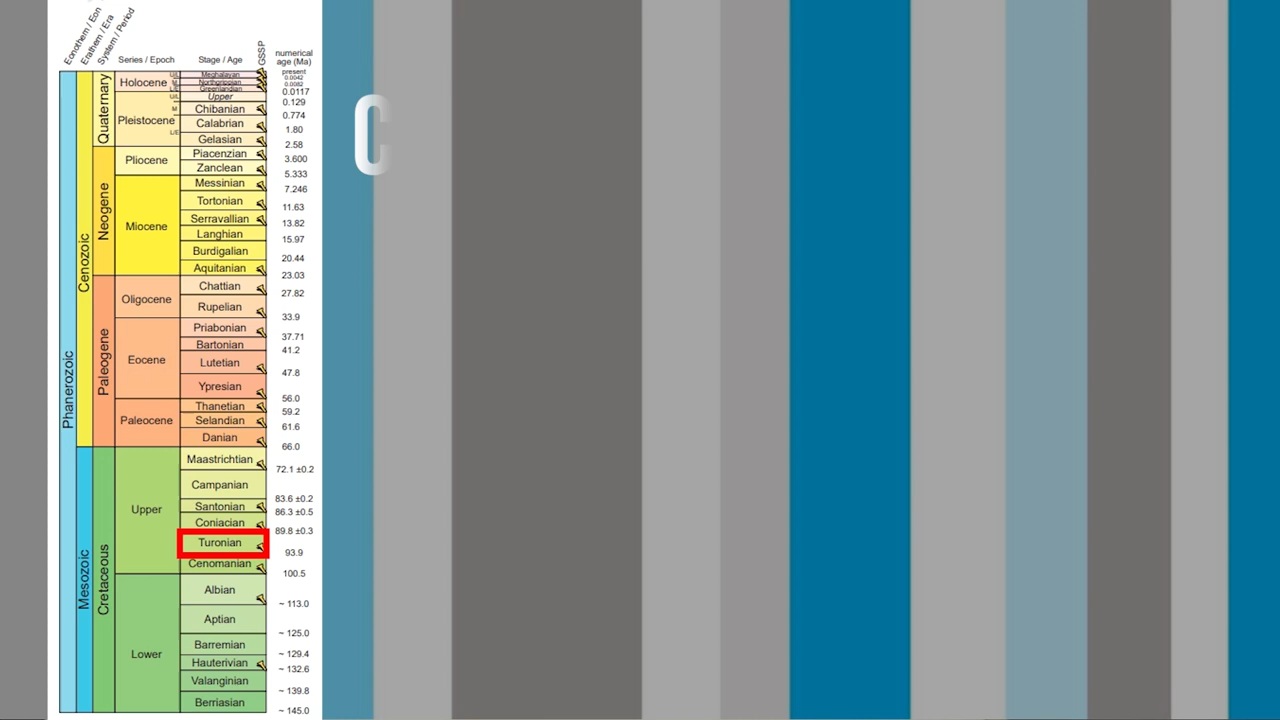 Eonothem / Eon
Erathem / Era
System / Period
Series / Epoch
Stage / Age
GSSP
numerical
age (Ma)
Phanerozoic
Cenozoic
Mesozoic
Quaternary
Neogene
Paleogene
Cretaceous
present
Holocene U/L Meghalayan 0.0042
M Northgrippian 0.0082
L/E Greenlandian 0.0117
Pleistocene U/L Upper 0.129
M Chibanian 0.774
L/E Calabrian 1.80
Gelasian 2.58
Pliocene Piacenzian 3.600
Zanclean 5.333
Miocene Messinian 7.246
Tortonian 11.63
Serravallian 13.82
Langhian 15.97
Burdigalian 20.44
Aquitanian 23.03
Oligocene Chattian 27.82
Rupelian 33.9
Eocene Priabonian 37.71
Bartonian 41.2
Lutetian 47.8
Ypresian 56.0
Paleocene Thanetian 59.2
Selandian 61.6
Danian 66.0
Upper Maastrichtian 72.1 ±0.2
Campanian 83.6 ±0.2
Santonian 86.3 ±0.5
Coniacian 89.8 ±0.3
Turonian 93.9
Cenomanian 100.5
Lower Albian ~ 113.0
Aptian ~ 125.0
Barremian ~ 129.4
Hauterivian ~ 132.6
Valanginian ~ 139.8
Berriasian ~ 145.0
C